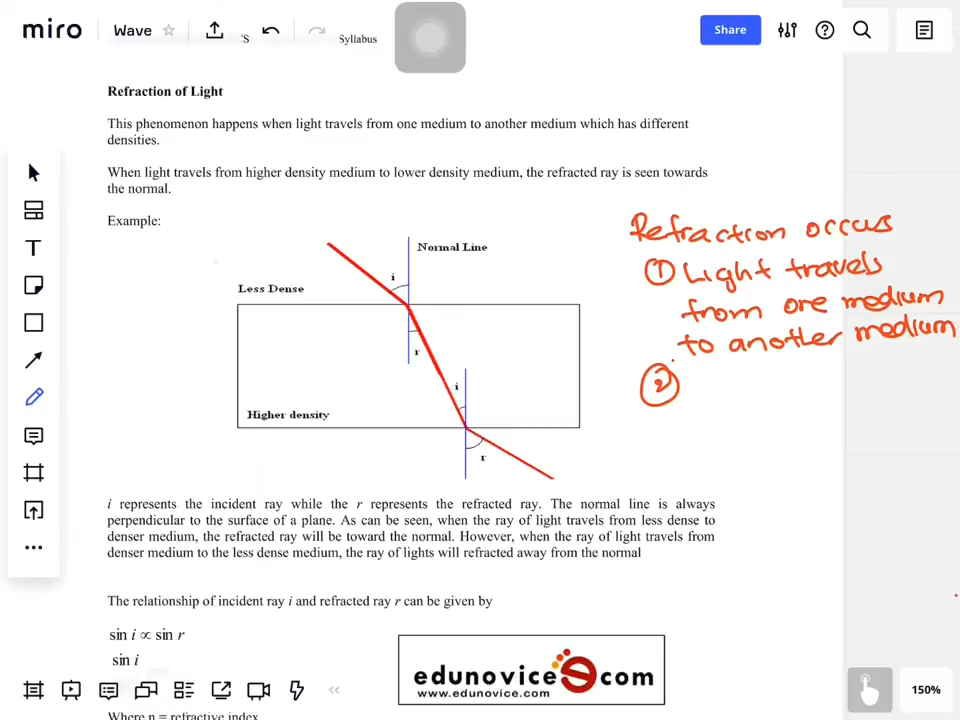 miro
Wave
Syllabus
Share
Refraction of Light
This phenomenon happens when light travels from one medium to another medium which has different
densities.
When light travels from higher density medium to lower density medium, the refracted ray is seen towards
the normal.
Example:
Normal Line
i
Less Dense
r
i
Higher density
r
Refraction occus
① Light travels
from one medium
to another medium
②
i represents the incident ray while the r represents the refracted ray. The normal line is always
perpendicular to the surface of a plane. As can be seen, when the ray of light travels from less dense to
denser medium, the refracted ray will be toward the normal. However, when the ray of light travels from
denser medium to the less dense medium, the ray of lights will refracted away from the normal
The relationship of incident ray i and refracted ray r can be given by
sin i ∝ sin r
sin i
edunovice com
www.edunovice.com
Where n = refractive index
150%